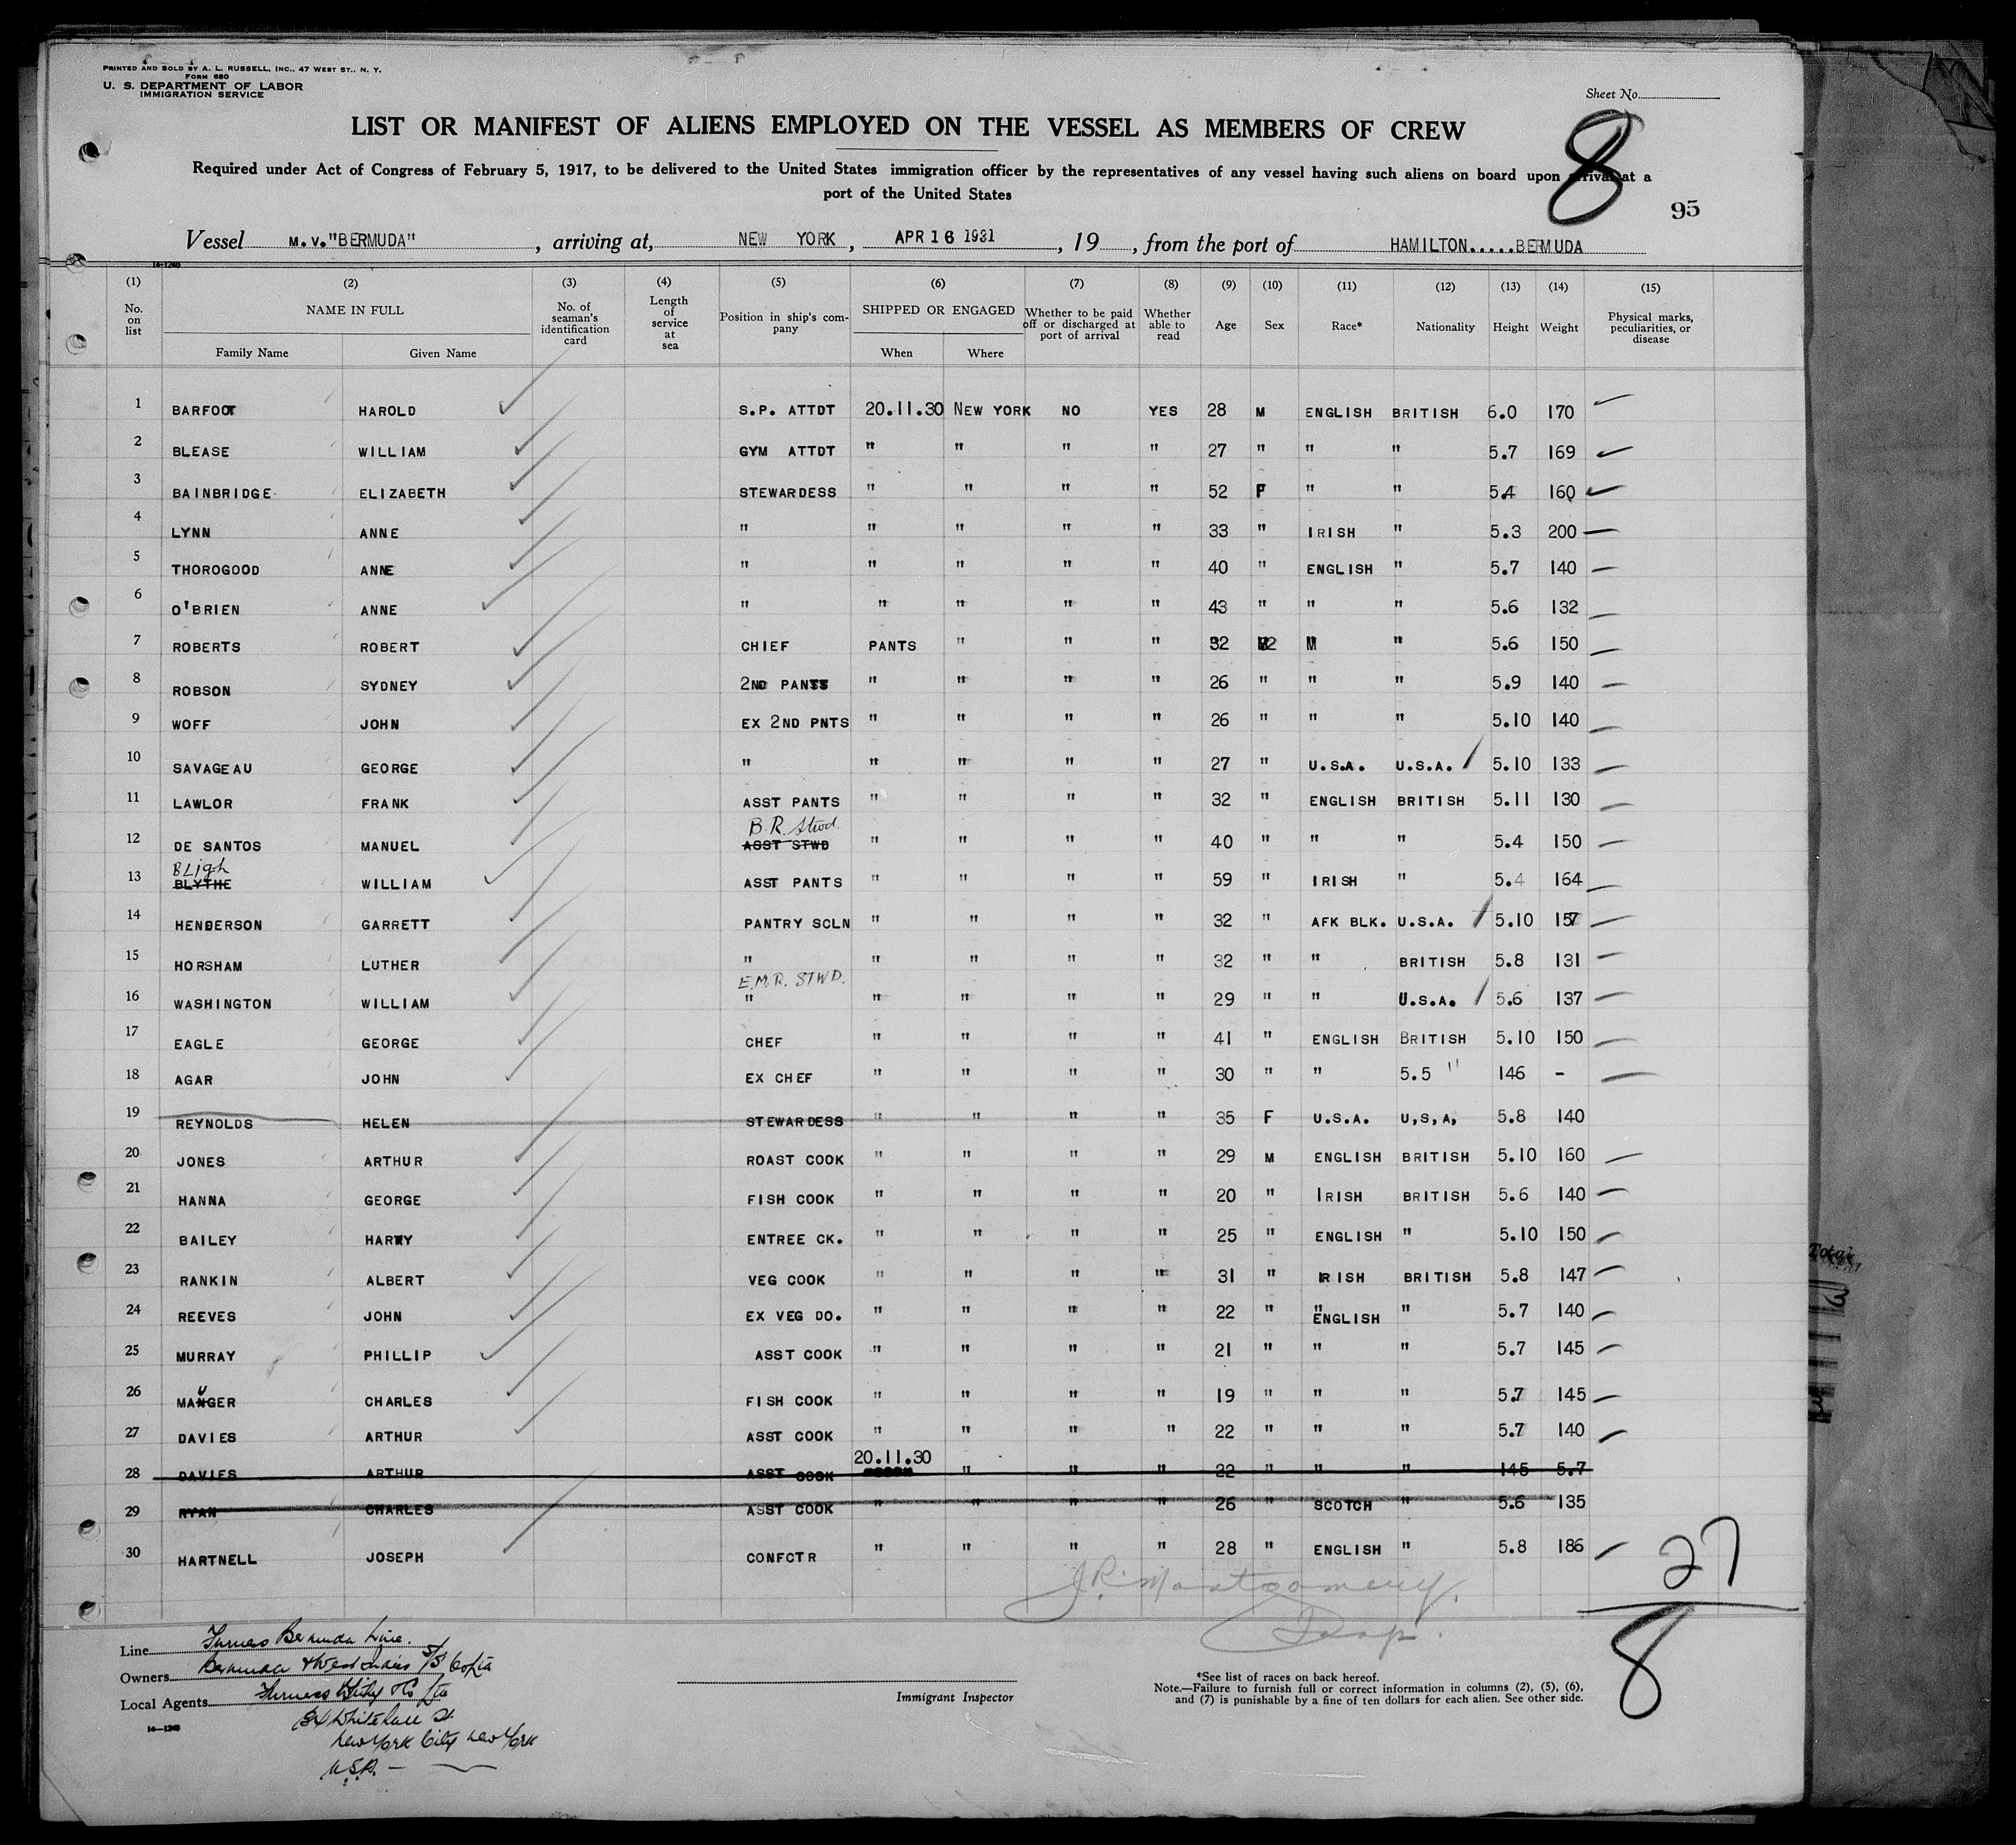 PRINTED AND SOLD BY A. L. RUSSELL, INC., 47 WEST ST., N. Y.
FORM 680
U. S. DEPARTMENT OF LABOR
IMMIGRATION SERVICE
Sheet No.
8
LIST OR MANIFEST OF ALIENS EMPLOYED ON THE VESSEL AS MEMBERS OF CREW
Required under Act of Congress of February 5, 1917, to be delivered to the United States immigration officer by the representatives of any vessel having such aliens on board upon arrival at a
port of the United States
95
Vessel M.V."BERMUDA" , arriving at, NEW YORK , APR 16 1931 , 19 , from the port of HAMILTON.....BERMUDA
14-1240
(1) (2) (3) (4) (5) (6) (7) (8) (9) (10) (11) (12) (13) (14) (15)
No. on list NAME IN FULL Family Name Given Name No. of seaman's identification card Length of service at sea Position in ship's company SHIPPED OR ENGAGED When Where Whether to be paid off or discharged at port of arrival Whether able to read Age Sex Race* Nationality Height Weight Physical marks, peculiarities, or disease
1 BARFOOT HAROLD S.P. ATTDT 20.11.30 NEW YORK NO YES 28 M ENGLISH BRITISH 6.0 170
2 BLEASE WILLIAM GYM ATTDT " " " " 27 " " " 5.7 169
3 BAINBRIDGE ELIZABETH STEWARDESS " " " " 52 F " " 5.4 160
4 LYNN ANNE " " " " " 33 " IRISH " 5.3 200
5 THOROGOOD ANNE " " " " " 40 " ENGLISH " 5.7 140
6 O'BRIEN ANNE " " " " " 43 " " " 5.6 132
7 ROBERTS ROBERT CHIEF PANTS " " " 32 M M " 5.6 150
8 ROBSON SYDNEY 2ND PANTS " " " " 26 " " " 5.9 140
9 WOFF JOHN EX 2ND PNTS " " " " 26 " " " 5.10 140
10 SAVAGEAU GEORGE " " " " " 27 " U.S.A. U.S.A. 5.10 133
11 LAWLOR FRANK ASST PANTS " " " " 32 " ENGLISH BRITISH 5.11 130
B.R. Stwd.
12 DE SANTOS MANUEL ASST STWD " " " " 40 " " " 5.4 150
BLigh
13 BLYTHE WILLIAM ASST PANTS " " " " 59 " IRISH " 5.4 164
14 HENDERSON GARRETT PANTRY SCLN " " " " 32 " AFK BLK. U.S.A. 5.10 157
15 HORSHAM LUTHER " " " " " 32 " " BRITISH 5.8 131
E.M.R. STWD.
16 WASHINGTON WILLIAM " " " " " 29 " " U.S.A. 5.6 137
17 EAGLE GEORGE CHEF " " " " 41 " ENGLISH BRITISH 5.10 150
18 AGAR JOHN EX CHEF " " " " 30 " " 5.5 " 146 -
19 REYNOLDS HELEN STEWARDESS " " " " 35 F U.S.A. U,S,A, 5.8 140
20 JONES ARTHUR ROAST COOK " " " " 29 M ENGLISH BRITISH 5.10 160
21 HANNA GEORGE FISH COOK " " " " 20 " IRISH BRITISH 5.6 140
22 BAILEY HARRY ENTREE CK. " " " " 25 " ENGLISH " 5.10 150
23 RANKIN ALBERT VEG COOK " " " " 31 " IRISH BRITISH 5.8 147
24 REEVES JOHN EX VEG DO. " " " " 22 " " ENGLISH " 5.7 140
25 MURRAY PHILLIP ASST COOK " " " " 21 " " " 5.7 145
U
26 MANGER CHARLES FISH COOK " " " " 19 " " " 5.7 145
27 DAVIES ARTHUR ASST COOK " " " " 22 " " " 5.7 140
20.11.30
28 DAVIES ARTHUR ASST COOK " " " 22 " " " 145 5.7
29 RYAN CHARLES ASST COOK " " " " 26 " SCOTCH " 5.6 135
30 HARTNELL JOSEPH CONFCTR " " " " 28 " ENGLISH " 5.8 186
27
8
J.R. Montgomery
Insp.
Line Furness Bermuda Line.
Owners Bermuda & West Indies S/S Co Ltd
Local Agents Furness Withy & Co Ltd
34 Whitehall St.
New York City New York
U.S.A. —
14-1240
Immigrant Inspector
*See list of races on back hereof.
Note.—Failure to furnish full or correct information in columns (2), (5), (6),
and (7) is punishable by a fine of ten dollars for each alien. See other side.
Total
3